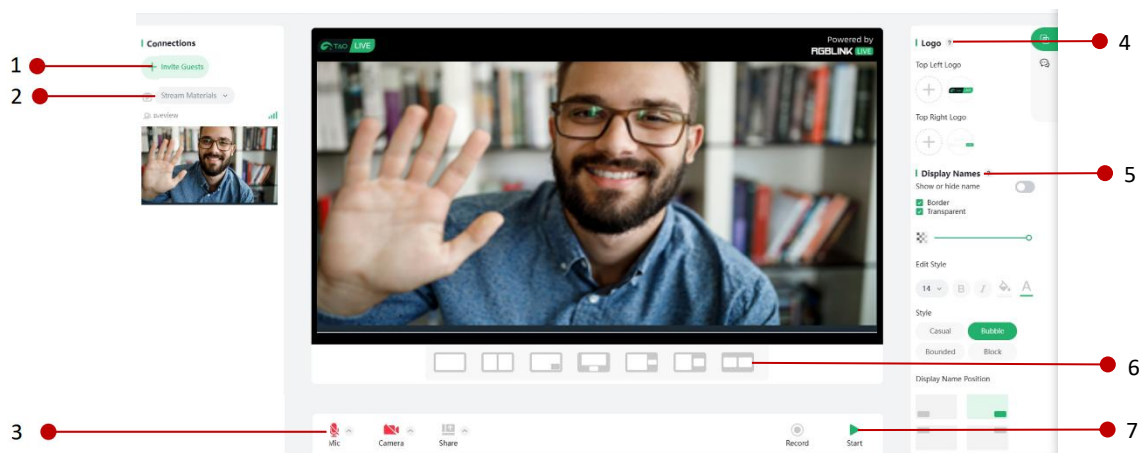 1
Connections
+ Invite Guests
2
Stream Materials
preview
3
TAO LIVE
Powered by
RGBLINK LIVE
Mic
Camera
Share
Record
Start
Logo ?
4
Top Left Logo
Top Right Logo
Display Names ?
5
Show or hide name
Border
Transparent
Edit Style
14 B I A
Style
Casual Bubble
Bounded Block
6
Display Name Position
7